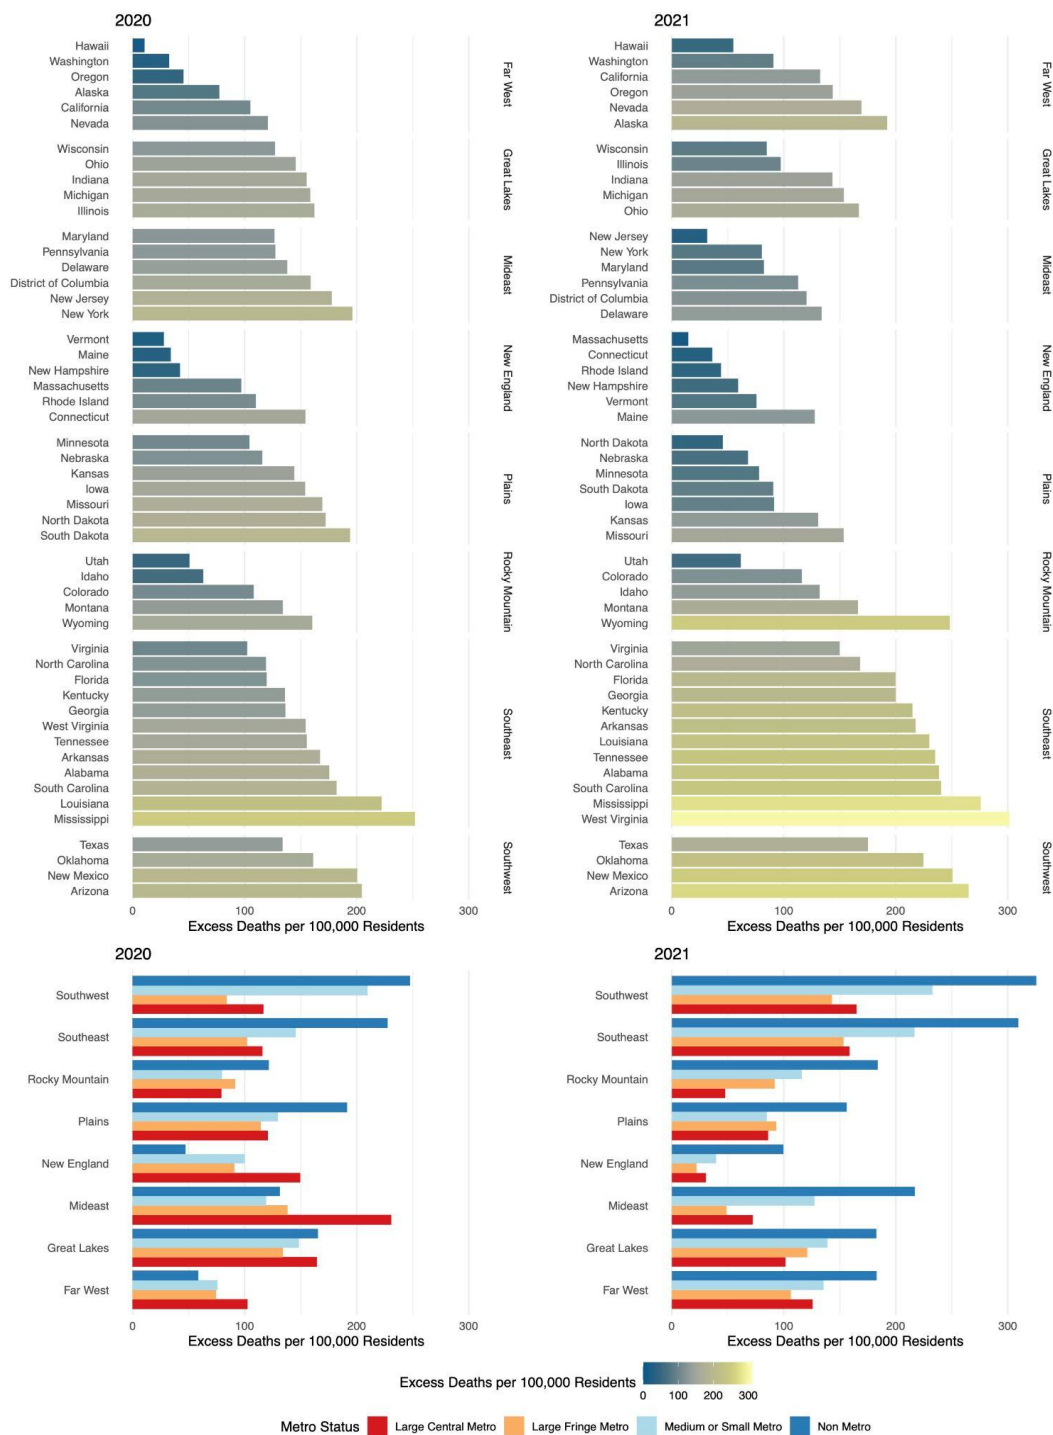 2020
Hawaii
Washington
Oregon
Alaska
California
Nevada
Far West
Wisconsin
Ohio
Indiana
Michigan
Illinois
Great Lakes
Maryland
Pennsylvania
Delaware
District of Columbia
New Jersey
New York
Mideast
Vermont
Maine
New Hampshire
Massachusetts
Rhode Island
Connecticut
New England
Minnesota
Nebraska
Kansas
Iowa
Missouri
North Dakota
South Dakota
Plains
Utah
Idaho
Colorado
Montana
Wyoming
Rocky Mountain
Virginia
North Carolina
Florida
Kentucky
Georgia
West Virginia
Tennessee
Arkansas
Alabama
South Carolina
Louisiana
Mississippi
Southeast
Texas
Oklahoma
New Mexico
Arizona
Southwest
0 100 200 300
Excess Deaths per 100,000 Residents
2021
Hawaii
Washington
California
Oregon
Nevada
Alaska
Far West
Wisconsin
Illinois
Indiana
Michigan
Ohio
Great Lakes
New Jersey
New York
Maryland
Pennsylvania
District of Columbia
Delaware
Mideast
Massachusetts
Connecticut
Rhode Island
New Hampshire
Vermont
Maine
New England
North Dakota
Nebraska
Minnesota
South Dakota
Iowa
Kansas
Missouri
Plains
Utah
Colorado
Idaho
Montana
Wyoming
Rocky Mountain
Virginia
North Carolina
Florida
Georgia
Kentucky
Arkansas
Louisiana
Tennessee
Alabama
South Carolina
Mississippi
West Virginia
Southeast
Texas
Oklahoma
New Mexico
Arizona
Southwest
0 100 200 300
Excess Deaths per 100,000 Residents
2020
Southwest
Southeast
Rocky Mountain
Plains
New England
Mideast
Great Lakes
Far West
0 100 200 300
Excess Deaths per 100,000 Residents
2021
Southwest
Southeast
Rocky Mountain
Plains
New England
Mideast
Great Lakes
Far West
0 100 200 300
Excess Deaths per 100,000 Residents
Excess Deaths per 100,000 Residents
0 100 200 300
Metro Status Large Central Metro Large Fringe Metro Medium or Small Metro Non Metro